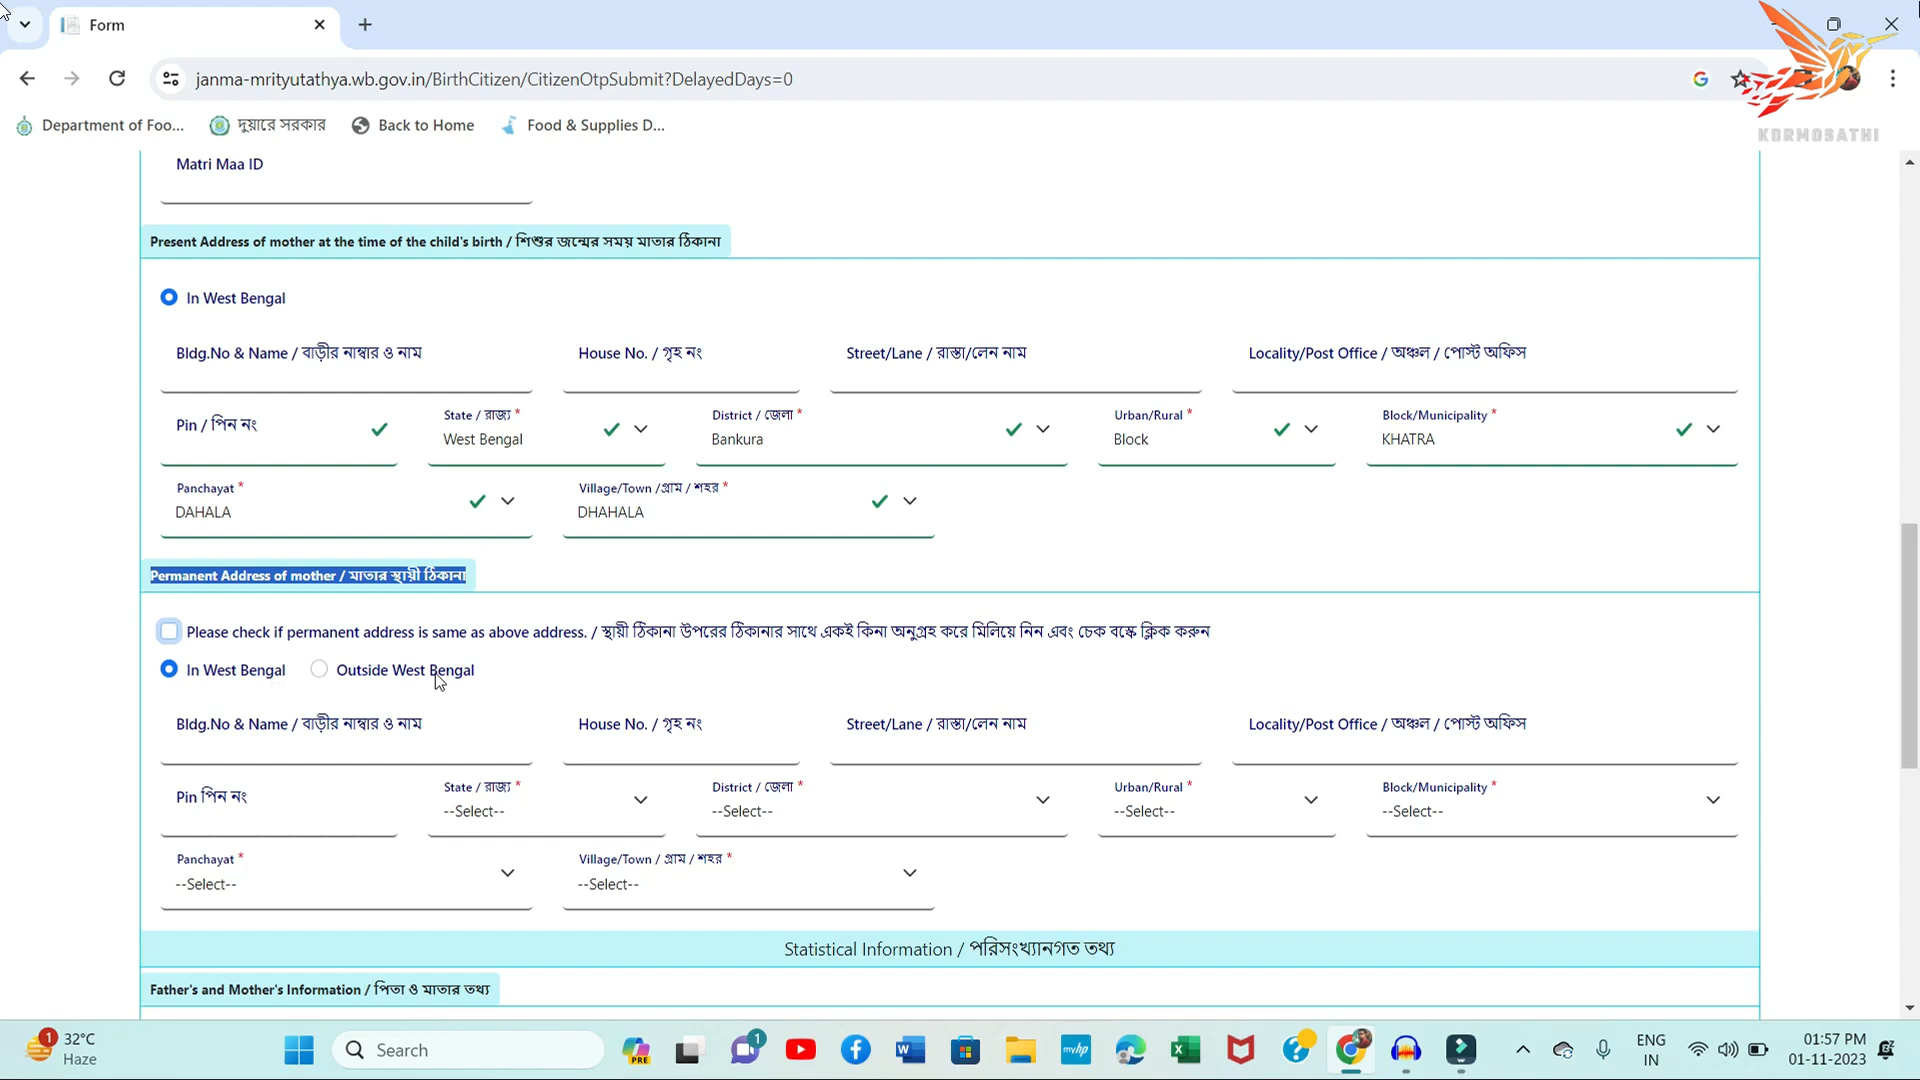 Form
janma-mrityutathya.wb.gov.in/BirthCitizen/CitizenOtpSubmit?DelayedDays=0
Department of Foo...
দুয়ারে সরকার
Back to Home
Food & Supplies D...
KORMOSATHI
Matri Maa ID
Present Address of mother at the time of the child's birth / শিশুর জন্মের সময় মাতার ঠিকানা
In West Bengal
Bldg.No & Name / বাড়ীর নাম্বার ও নাম
House No. / গৃহ নং
Street/Lane / রাস্তা/লেন নাম
Locality/Post Office / অঞ্চল / পোস্ট অফিস
Pin / পিন নং
State / রাজ্য *
West Bengal
District / জেলা *
Bankura
Urban/Rural *
Block
Block/Municipality *
KHATRA
Panchayat *
DAHALA
Village/Town /গ্রাম / শহর *
DHAHALA
Permanent Address of mother / মাতার স্থায়ী ঠিকানা
Please check if permanent address is same as above address. / স্থায়ী ঠিকানা উপরের ঠিকানার সাথে একই কিনা অনুগ্রহ করে মিলিয়ে নিন এবং চেক বক্সে ক্লিক করুন
In West Bengal
Outside West Bengal
Bldg.No & Name / বাড়ীর নাম্বার ও নাম
House No. / গৃহ নং
Street/Lane / রাস্তা/লেন নাম
Locality/Post Office / অঞ্চল / পোস্ট অফিস
Pin পিন নং
State / রাজ্য *
--Select--
District / জেলা *
--Select--
Urban/Rural *
--Select--
Block/Municipality *
--Select--
Panchayat *
--Select--
Village/Town / গ্রাম / শহর *
--Select--
Statistical Information / পরিসংখ্যানগত তথ্য
Father's and Mother's Information / পিতা ও মাতার তথ্য
1
32°C
Haze
Search
PRE
1
myhp
ENG
IN
01:57 PM
01-11-2023